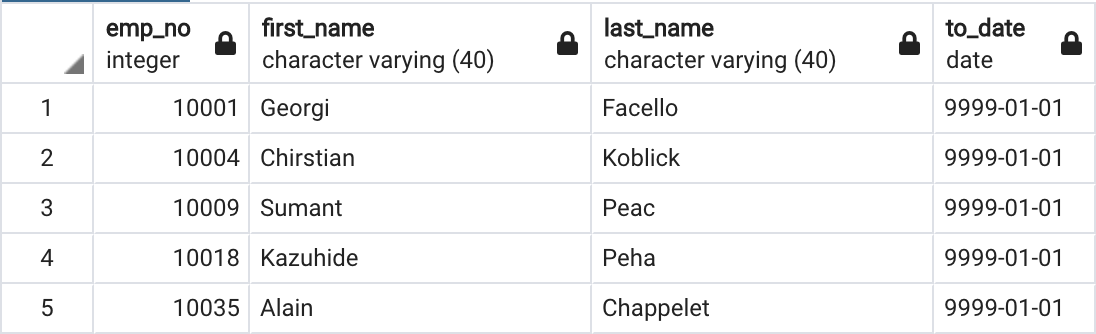 emp_no first_name last_name to_date
integer character varying (40) character varying (40) date
1 10001 Georgi Facello 9999-01-01
2 10004 Chirstian Koblick 9999-01-01
3 10009 Sumant Peac 9999-01-01
4 10018 Kazuhide Peha 9999-01-01
5 10035 Alain Chappelet 9999-01-01